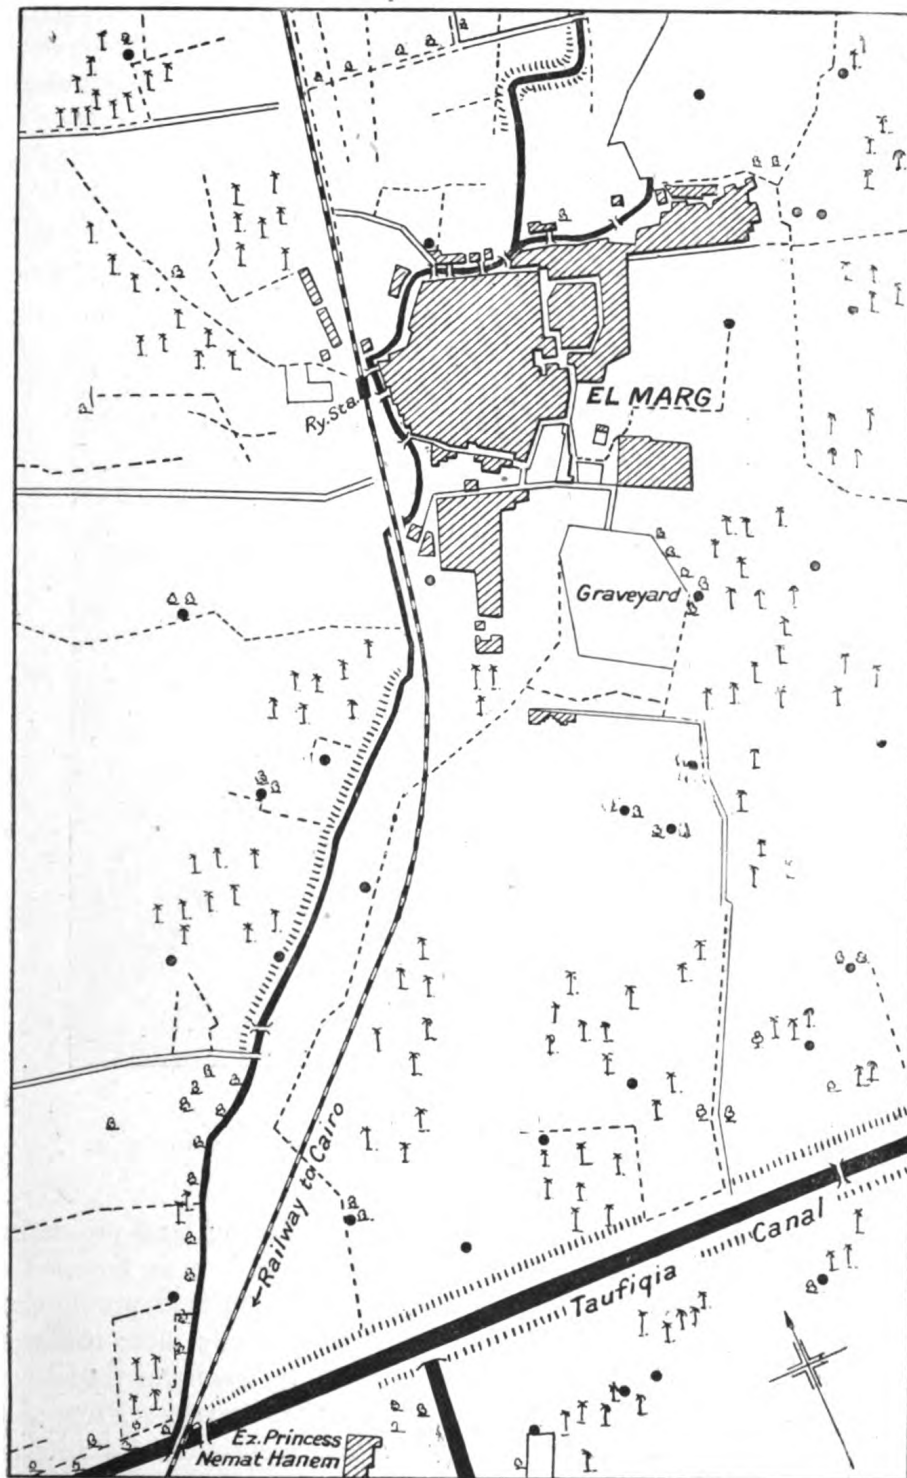 Ry. Sta.
EL MARG
Graveyard
←Railway to Cairo
Taufiqia Canal
Ez. Princess
Nemat Hanem